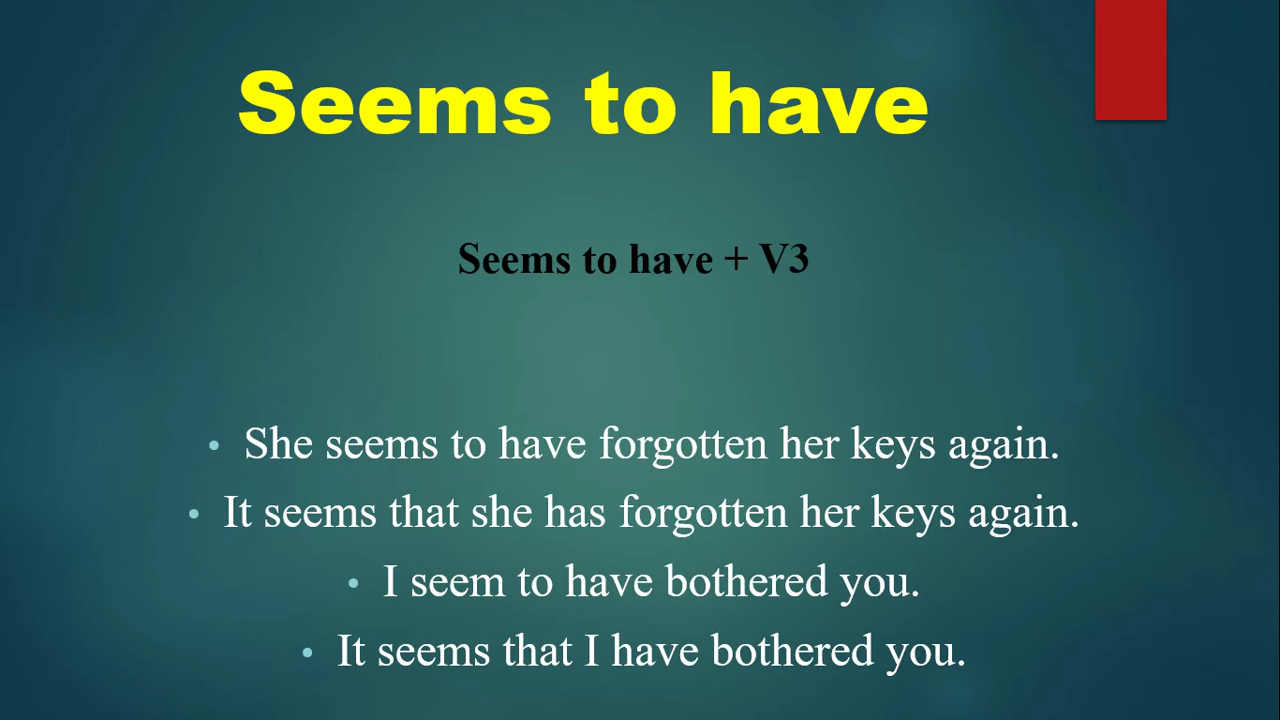 Seems to have
Seems to have + V3
• She seems to have forgotten her keys again.
• It seems that she has forgotten her keys again.
• I seem to have bothered you.
• It seems that I have bothered you.